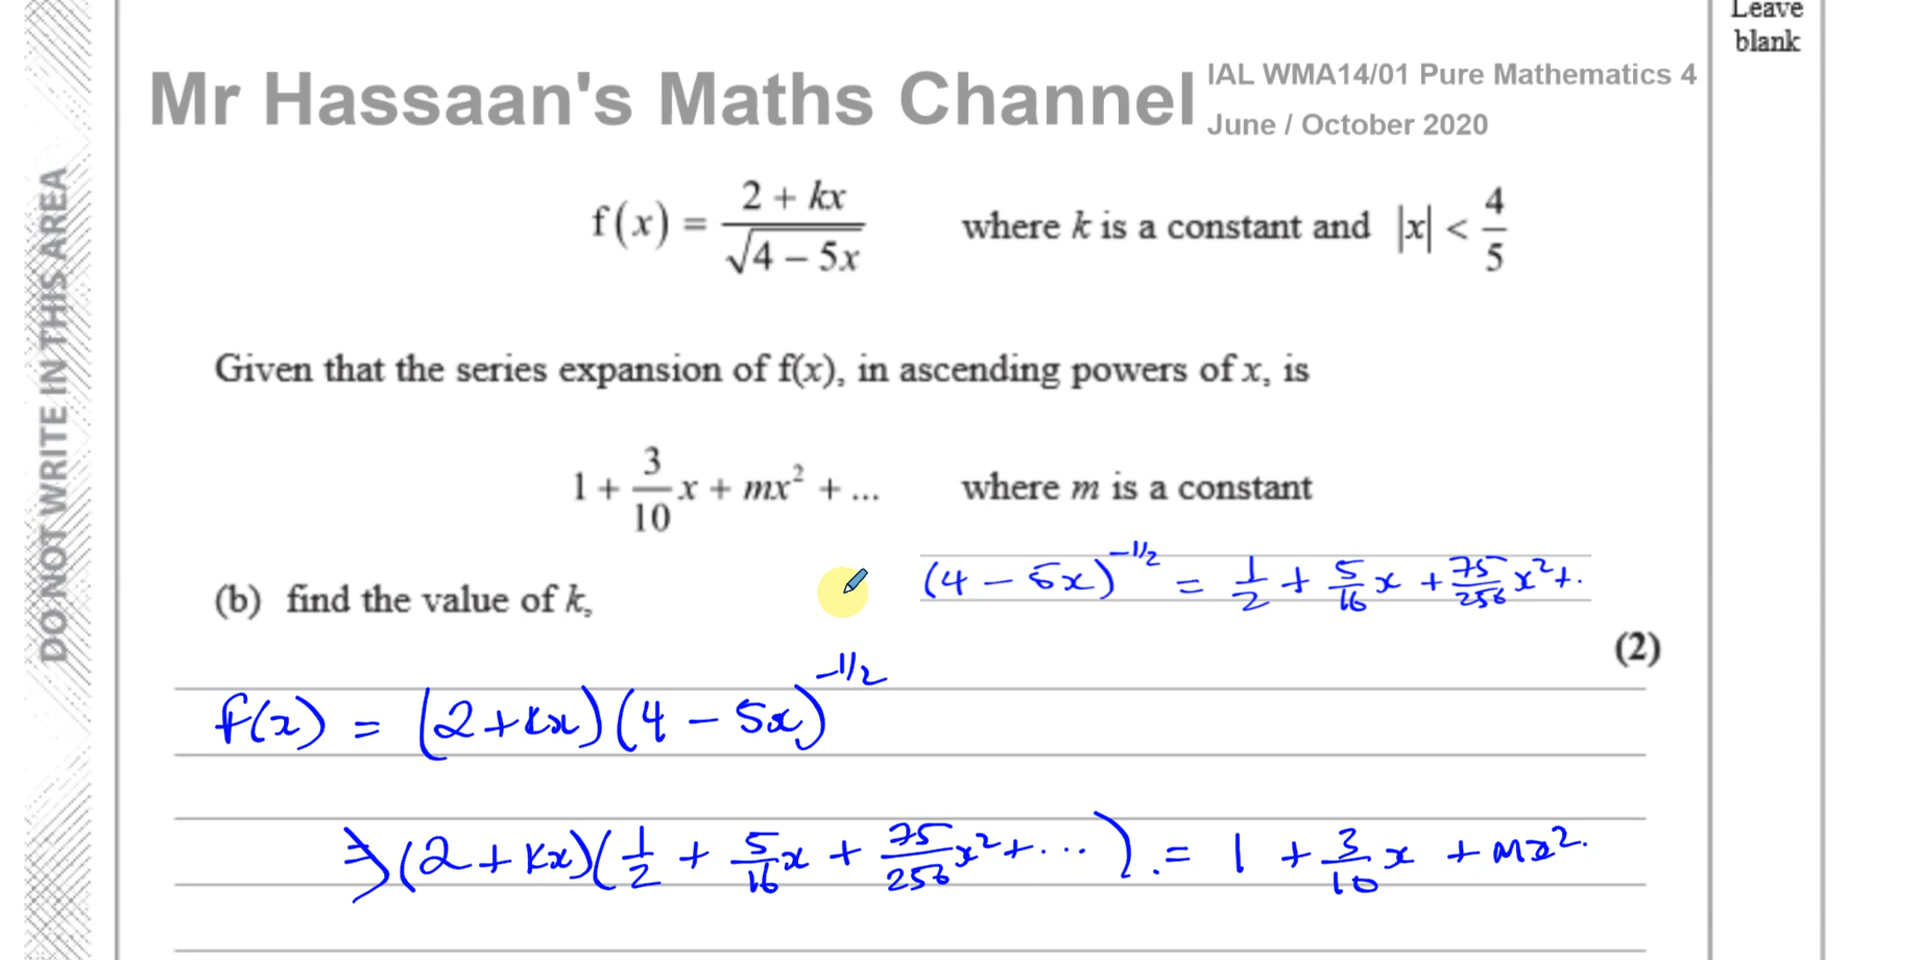 Leave
blank
Mr Hassaan's Maths Channel
IAL WMA14/01 Pure Mathematics 4
June / October 2020
DO NOT WRITE IN THIS AREA
f(x) = (2 + kx)/√(4 – 5x) where k is a constant and |x| < 4/5
Given that the series expansion of f(x), in ascending powers of x, is
1 + 3/10 x + mx² + ... where m is a constant
(4 – 5x)^(-1/2) = 1/2 + 5/16 x + 75/256 x² + .
(b) find the value of k,
(2)
f(x) = (2+kx)(4 – 5x)^(-1/2)
⇒ (2+kx)(1/2 + 5/16 x + 75/256 x² + ...). = 1 + 3/10 x + mx².